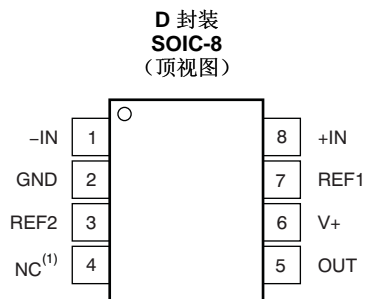 D 封装
SOIC-8
（顶视图）
−IN 1 8 +IN
GND 2 7 REF1
REF2 3 6 V+
NC(1) 4 5 OUT